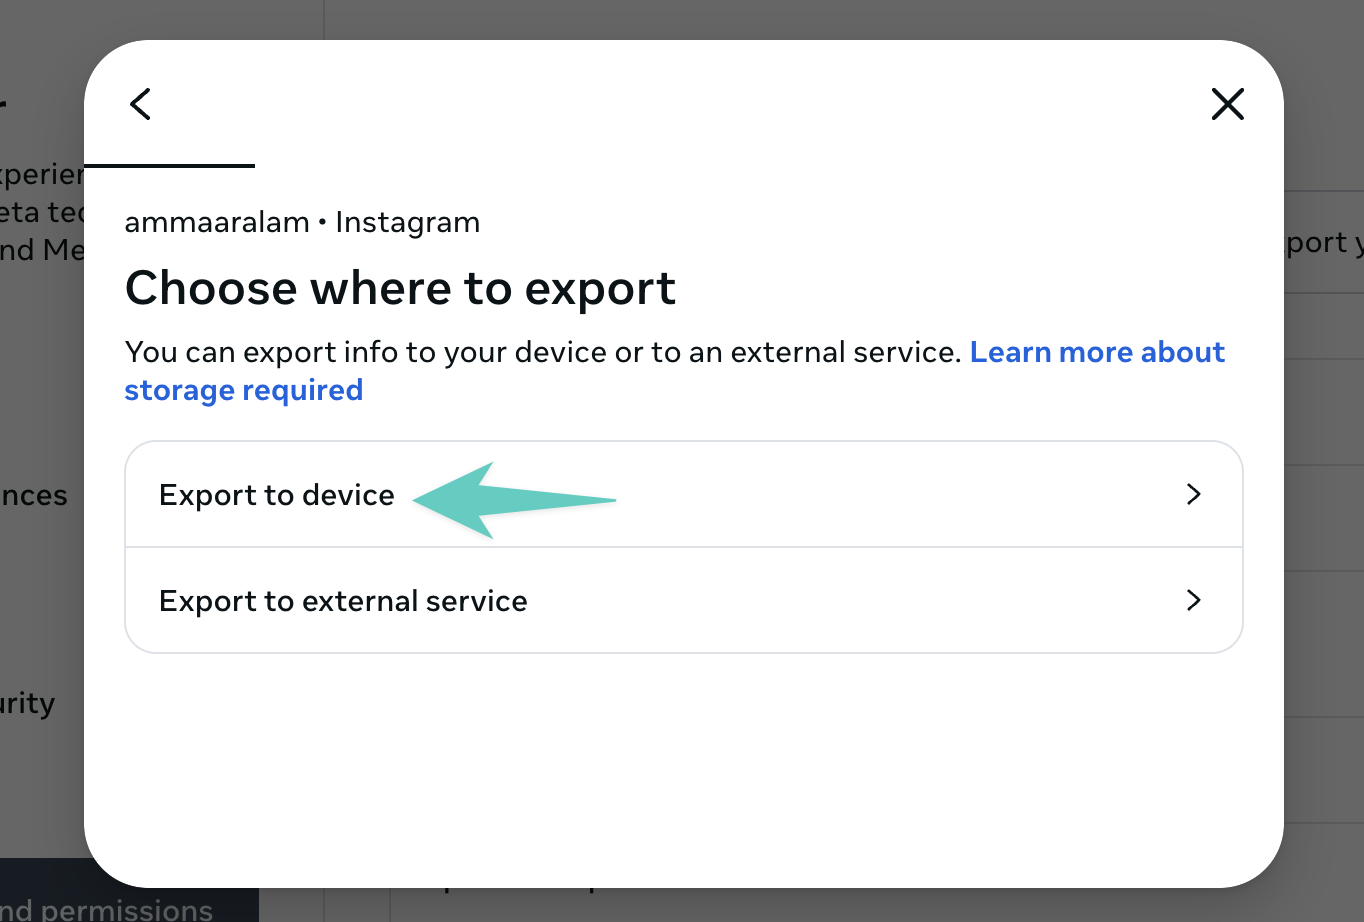 ammaaralam • Instagram
Choose where to export
You can export info to your device or to an external service. Learn more about
storage required
Export to device
Export to external service
nces
urity
nd permissions
eta tec
nd Me
port y